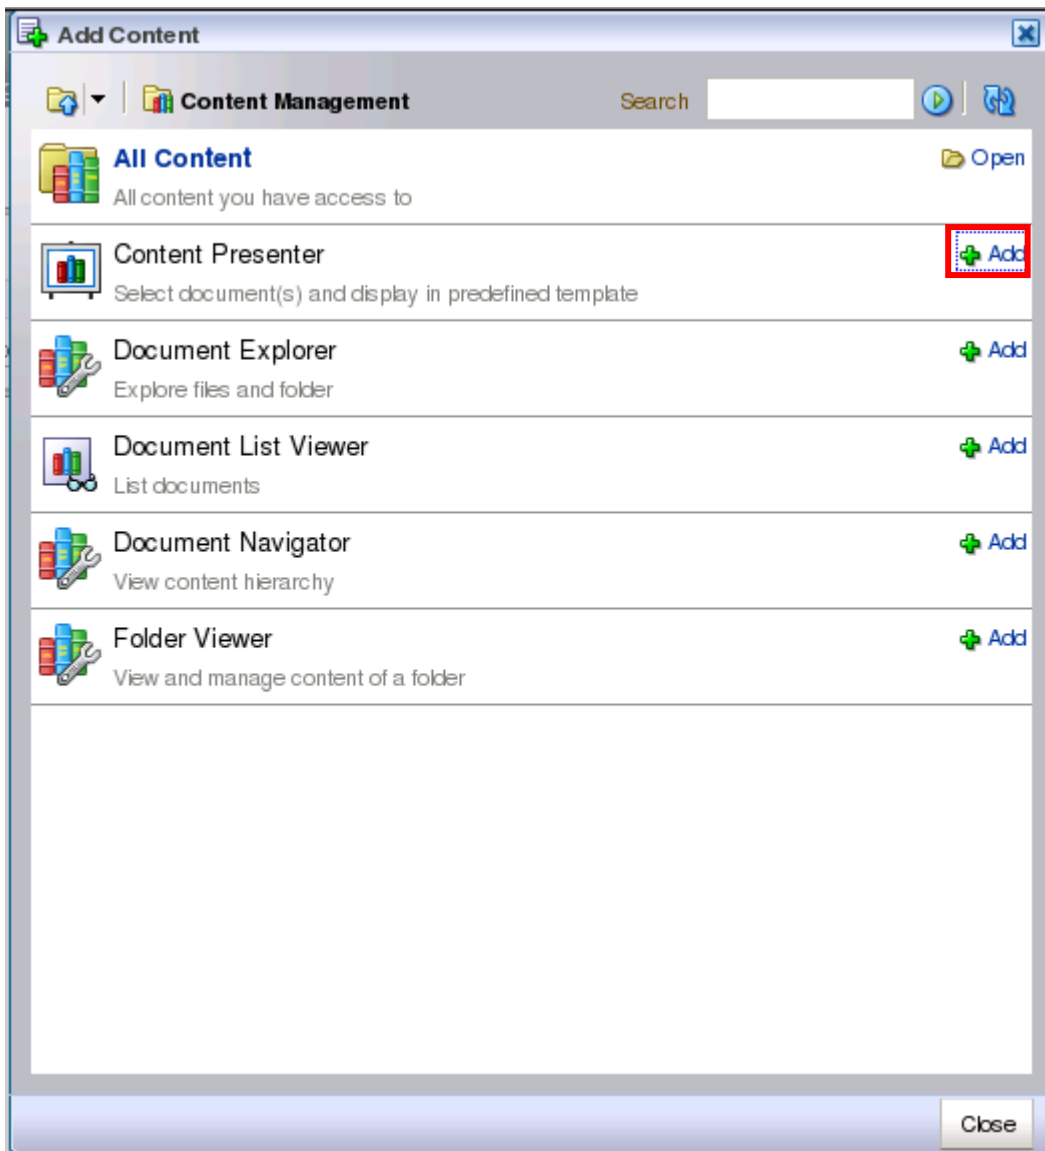 Add Content
Content Management Search
All Content Open
All content you have access to
Content Presenter Add
Select document(s) and display in predefined template
Document Explorer Add
Explore files and folder
Document List Viewer Add
List documents
Document Navigator Add
View content hierarchy
Folder Viewer Add
View and manage content of a folder
Close